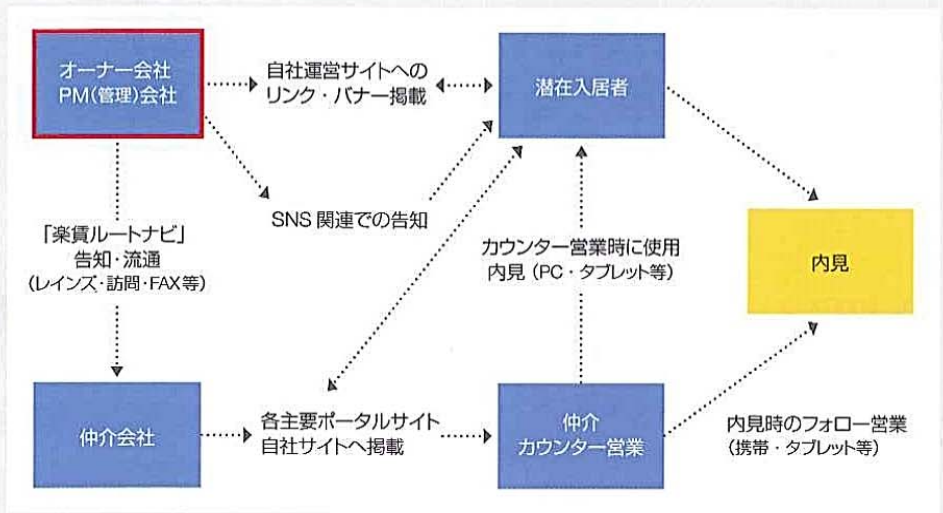 オーナー会社
PM(管理)会社
自社運営サイトへの
リンク・バナー掲載
潜在入居者
SNS 関連での告知
「楽賃ルートナビ」
告知・流通
(レインズ・訪問・FAX等)
カウンター営業時に使用
内見 (PC・タブレット等)
内見
仲介会社
各主要ポータルサイト
自社サイトへ掲載
仲介
カウンター営業
内見時のフォロー営業
(携帯・タブレット等)